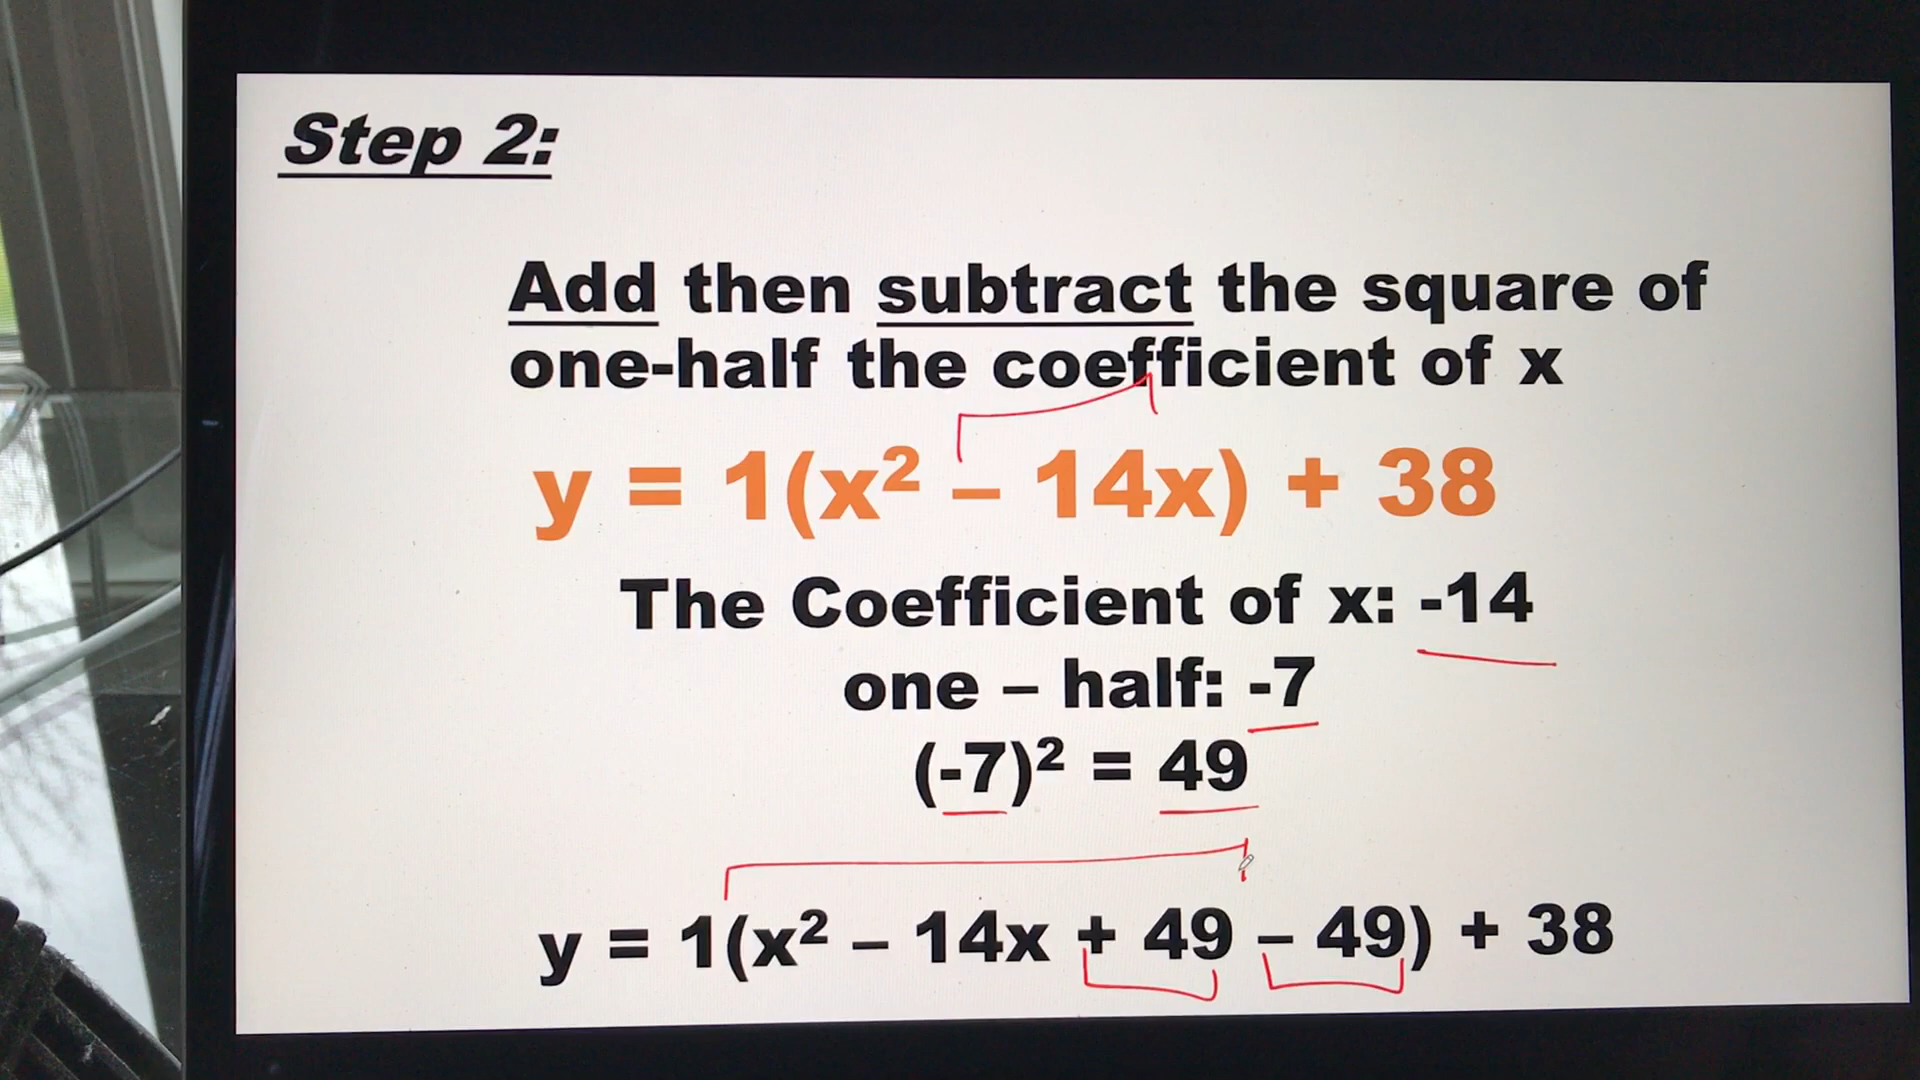 Step 2:
Add then subtract the square of
one-half the coefficient of x
y = 1(x² – 14x) + 38
The Coefficient of x: -14
one – half: -7
(-7)² = 49
y = 1(x² – 14x + 49 – 49) + 38